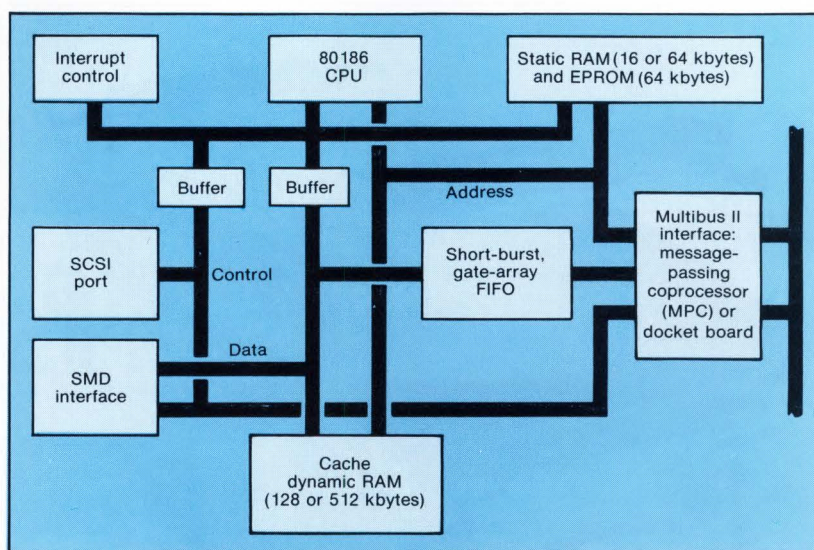 Interrupt
control
80186
CPU
Static RAM (16 or 64 kbytes)
and EPROM (64 kbytes)
Buffer
Buffer
Address
Multibus II
interface:
message-
passing
coprocessor
(MPC) or
docket board
SCSI
port
Control
Short-burst,
gate-array
FIFO
Data
SMD
interface
Cache
dynamic RAM
(128 or 512 kbytes)